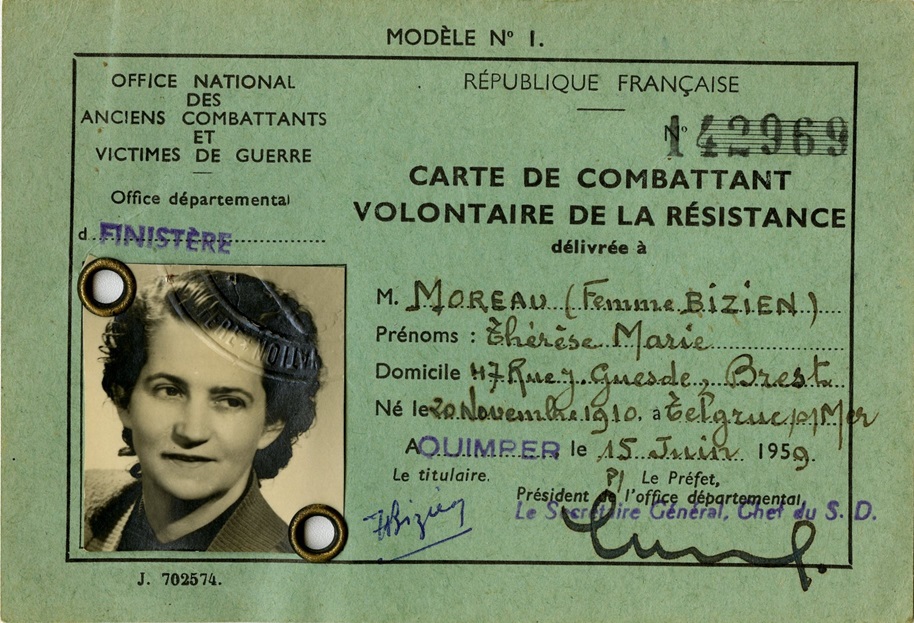 MODÈLE N° 1.
OFFICE NATIONAL
DES
ANCIENS COMBATTANTS
ET
VICTIMES DE GUERRE
Office départemental
d FINISTÈRE
RÉPUBLIQUE FRANÇAISE
N° 142969
CARTE DE COMBATTANT
VOLONTAIRE DE LA RÉSISTANCE
délivrée à
M. MOREAU (Femme BIZIEN)
Prénoms : Thérèse Marie
Domicile 47 Rue J. Guesde, Brest
Né le 20 Novembre 1910. à Telgruc s/Mer
A QUIMPER le 15 Juin 1959.
Le titulaire.
P/ Le Préfet,
Président de l'office départemental,
Le Secrétaire Général, Chef du S. D.
TBizien
J. 702574.